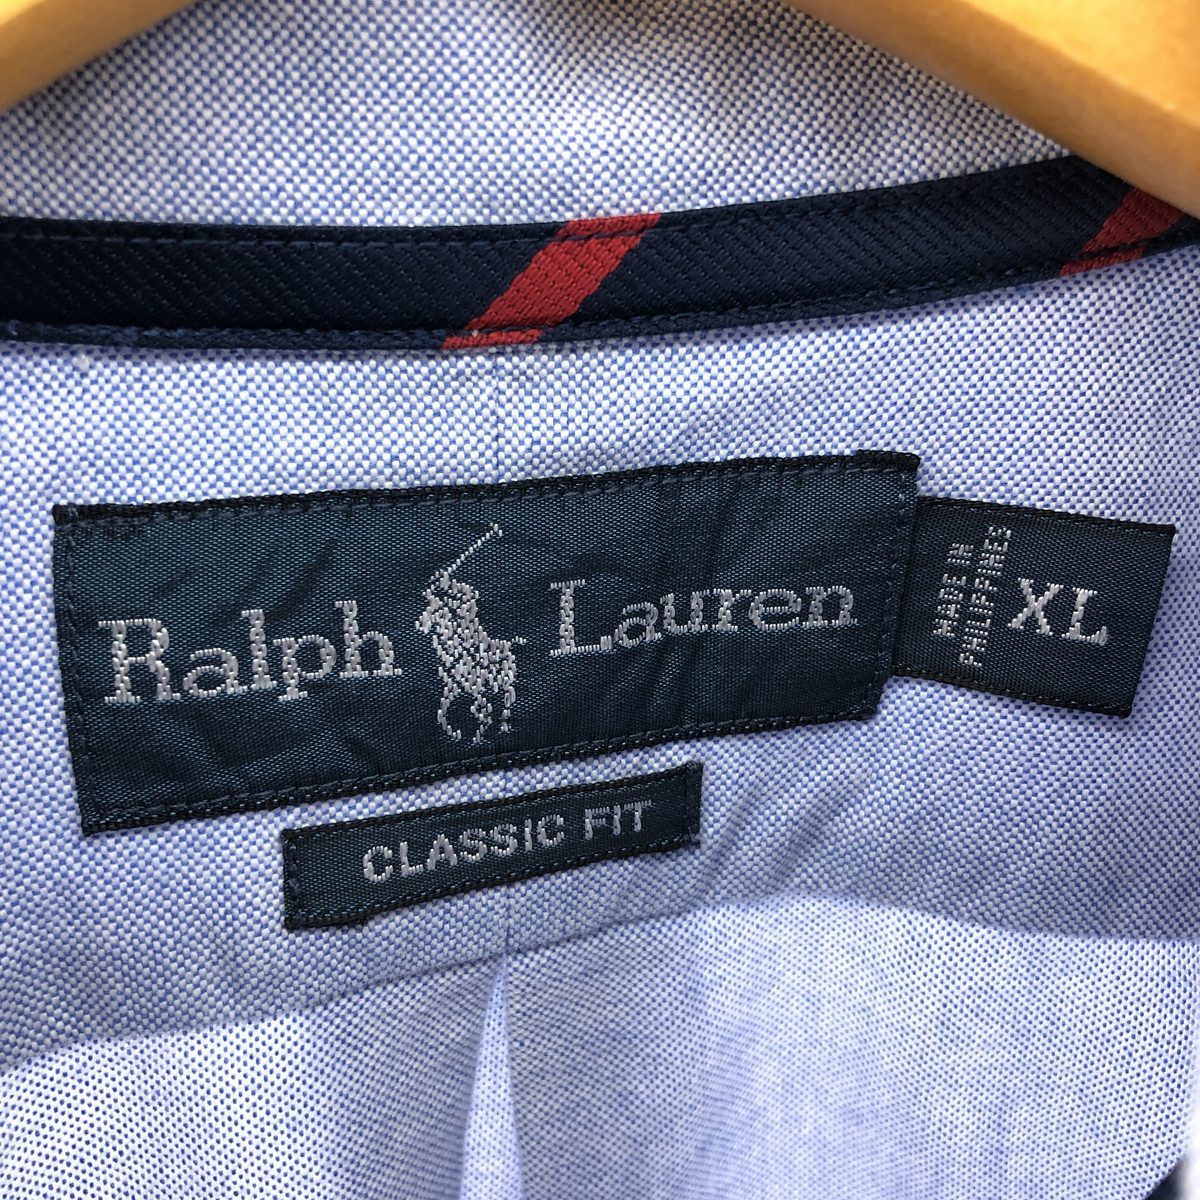 Ralph Lauren
MADE IN
PHILIPPINES
XL
CLASSIC FIT